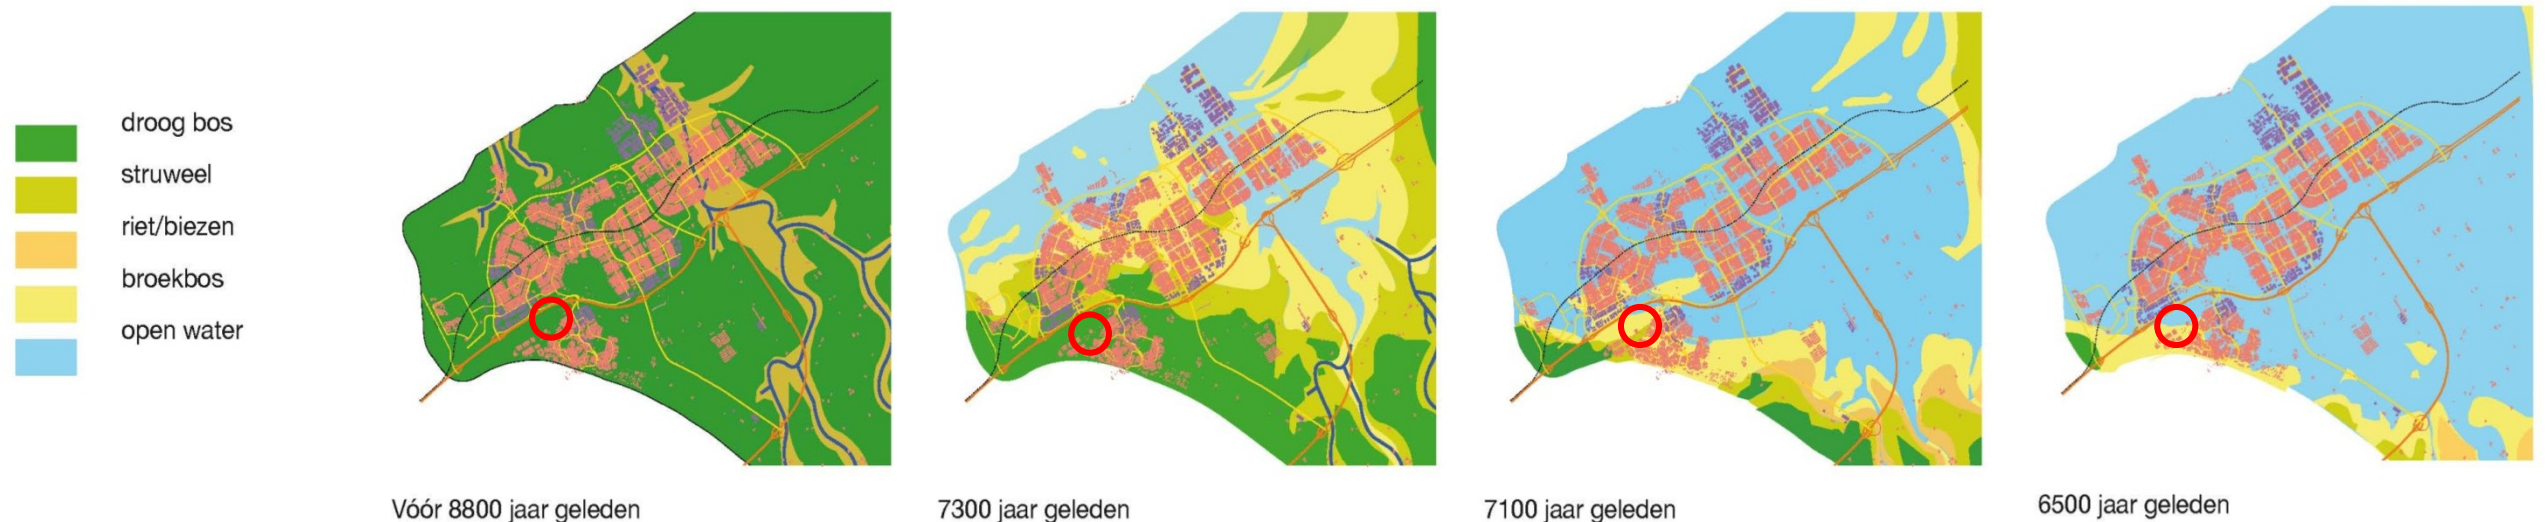 droog bos
struweel
riet/biezen
broekbos
open water
Vóór 8800 jaar geleden
7300 jaar geleden
7100 jaar geleden
6500 jaar geleden